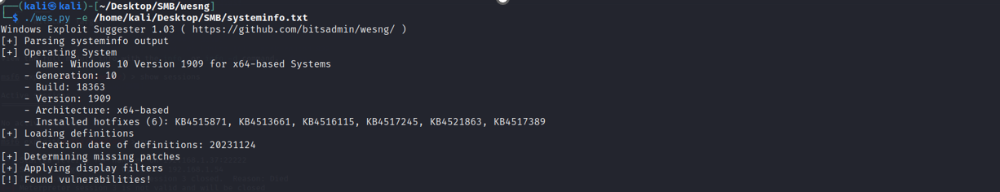 ┌──(kali㉿kali)-[~/Desktop/SMB/wesng]
└─$ ./wes.py -e /home/kali/Desktop/SMB/systeminfo.txt
Windows Exploit Suggester 1.03 ( https://github.com/bitsadmin/wesng/ )
[+] Parsing systeminfo output
[+] Operating System
    - Name: Windows 10 Version 1909 for x64-based Systems
    - Generation: 10
    - Build: 18363
    - Version: 1909
    - Architecture: x64-based
    - Installed hotfixes (6): KB4515871, KB4513661, KB4516115, KB4517245, KB4521863, KB4517389
[+] Loading definitions
    - Creation date of definitions: 20231124
[+] Determining missing patches
[+] Applying display filters
[!] Found vulnerabilities!